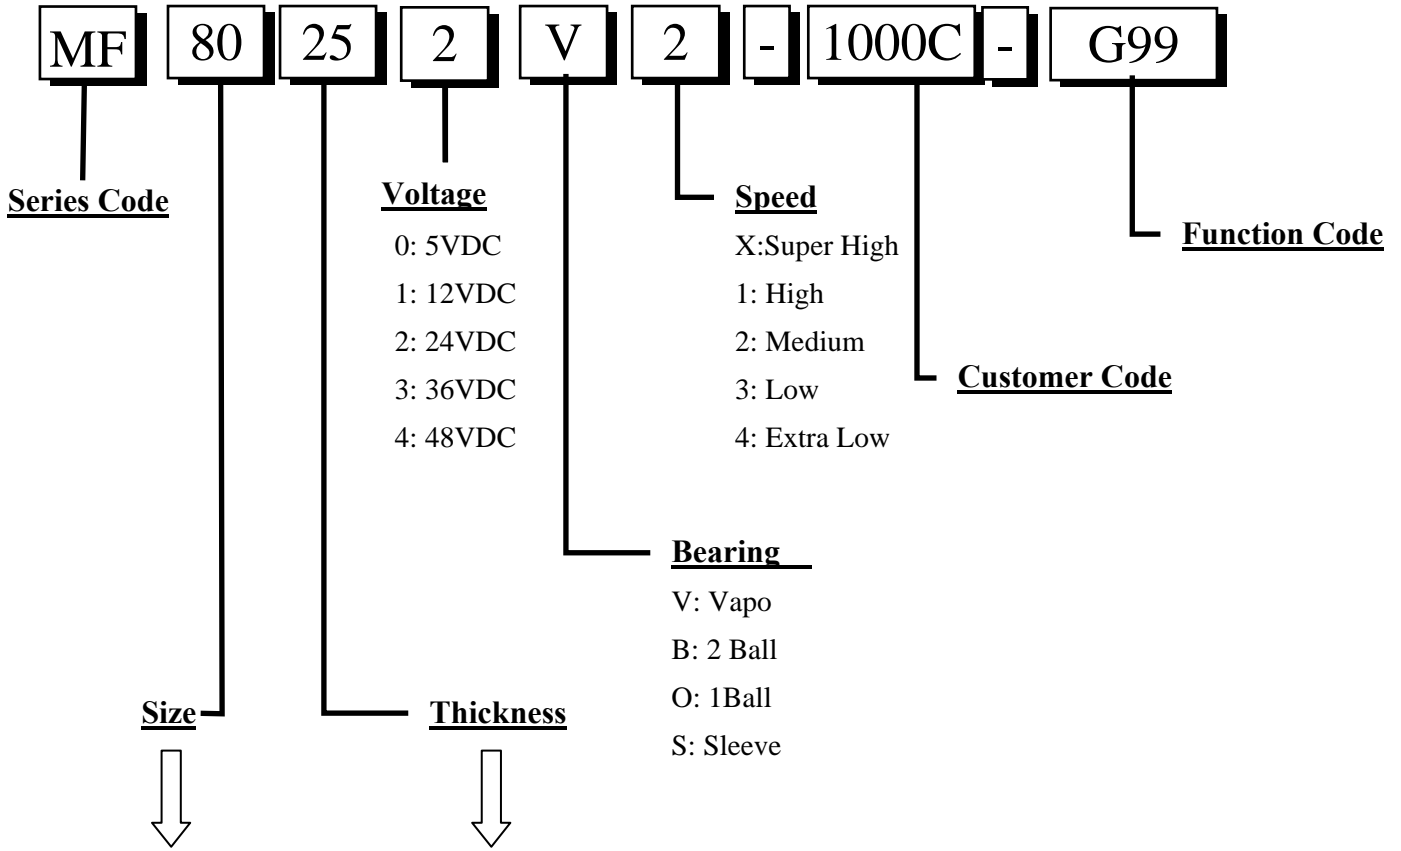 MF 80 25 2 V 2 - 1000C - G99
Series Code
Voltage
0: 5VDC
1: 12VDC
2: 24VDC
3: 36VDC
4: 48VDC
Speed
X:Super High
1: High
2: Medium
3: Low
4: Extra Low
Function Code
Customer Code
Bearing
V: Vapo
B: 2 Ball
O: 1Ball
S: Sleeve
Size
Thickness